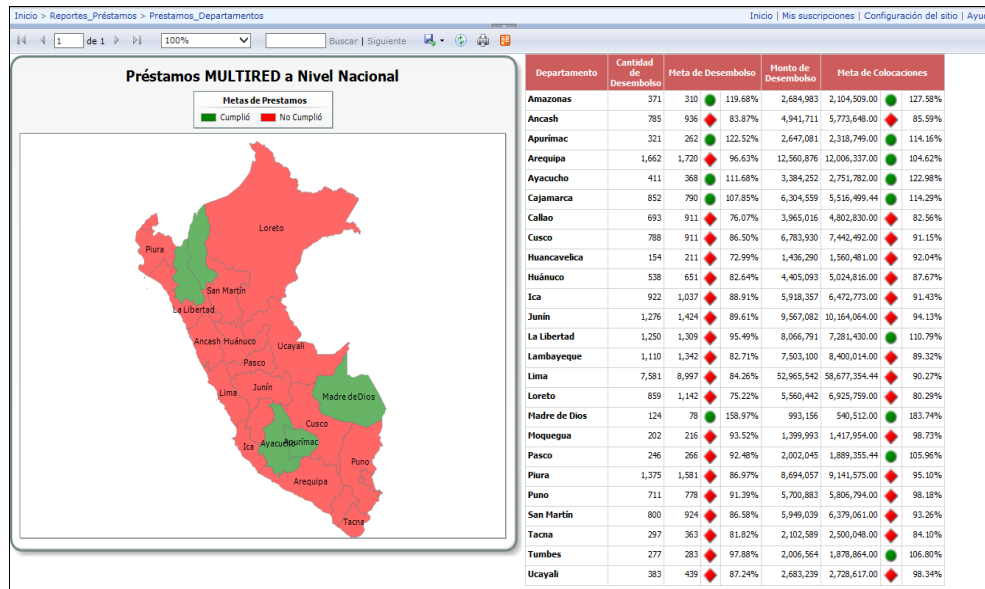 Inicio > Reportes_Préstamos > Prestamos_Departamentos
Inicio | Mis suscripciones | Configuración del sitio | Ayu
1 de 1 100% Buscar | Siguiente
Préstamos MULTIRED a Nivel Nacional
Metas de Prestamos
Cumplió No Cumplió
Loreto
Piura
San Martín
La Libertad
Ancash Huánuco
Ucayali
Pasco
Lima Junín
Madre de Dios
Cusco
Ica Ayacucho Apurímac
Puno
Arequipa
Tacna
Departamento Cantidad de Desembolso Meta de Desembolso Monto de Desembolso Meta de Colocaciones
Amazonas 371 310 119.68% 2,684,983 2,104,509.00 127.58%
Ancash 785 936 83.87% 4,941,711 5,773,648.00 85.59%
Apurímac 321 262 122.52% 2,647,081 2,318,749.00 114.16%
Arequipa 1,662 1,720 96.63% 12,560,876 12,006,337.00 104.62%
Ayacucho 411 368 111.68% 3,384,252 2,751,782.00 122.98%
Cajamarca 852 790 107.85% 6,304,559 5,516,499.44 114.29%
Callao 693 911 76.07% 3,965,016 4,802,830.00 82.56%
Cusco 788 911 86.50% 6,783,930 7,442,492.00 91.15%
Huancavelica 154 211 72.99% 1,436,290 1,560,481.00 92.04%
Huánuco 538 651 82.64% 4,405,093 5,024,816.00 87.67%
Ica 922 1,037 88.91% 5,918,357 6,472,773.00 91.43%
Junín 1,276 1,424 89.61% 9,567,082 10,164,064.00 94.13%
La Libertad 1,250 1,309 95.49% 8,066,791 7,281,430.00 110.79%
Lambayeque 1,110 1,342 82.71% 7,503,100 8,400,014.00 89.32%
Lima 7,581 8,997 84.26% 52,965,542 58,677,354.44 90.27%
Loreto 859 1,142 75.22% 5,560,442 6,925,759.00 80.29%
Madre de Dios 124 78 158.97% 993,156 540,512.00 183.74%
Moquegua 202 216 93.52% 1,399,993 1,417,954.00 98.73%
Pasco 246 266 92.48% 2,002,045 1,889,355.44 105.96%
Piura 1,375 1,581 86.97% 8,694,057 9,141,575.00 95.10%
Puno 711 778 91.39% 5,700,883 5,806,794.00 98.18%
San Martín 800 924 86.58% 5,949,039 6,379,061.00 93.26%
Tacna 297 363 81.82% 2,102,589 2,500,048.00 84.10%
Tumbes 277 283 97.88% 2,006,564 1,878,864.00 106.80%
Ucayali 383 439 87.24% 2,683,239 2,728,617.00 98.34%